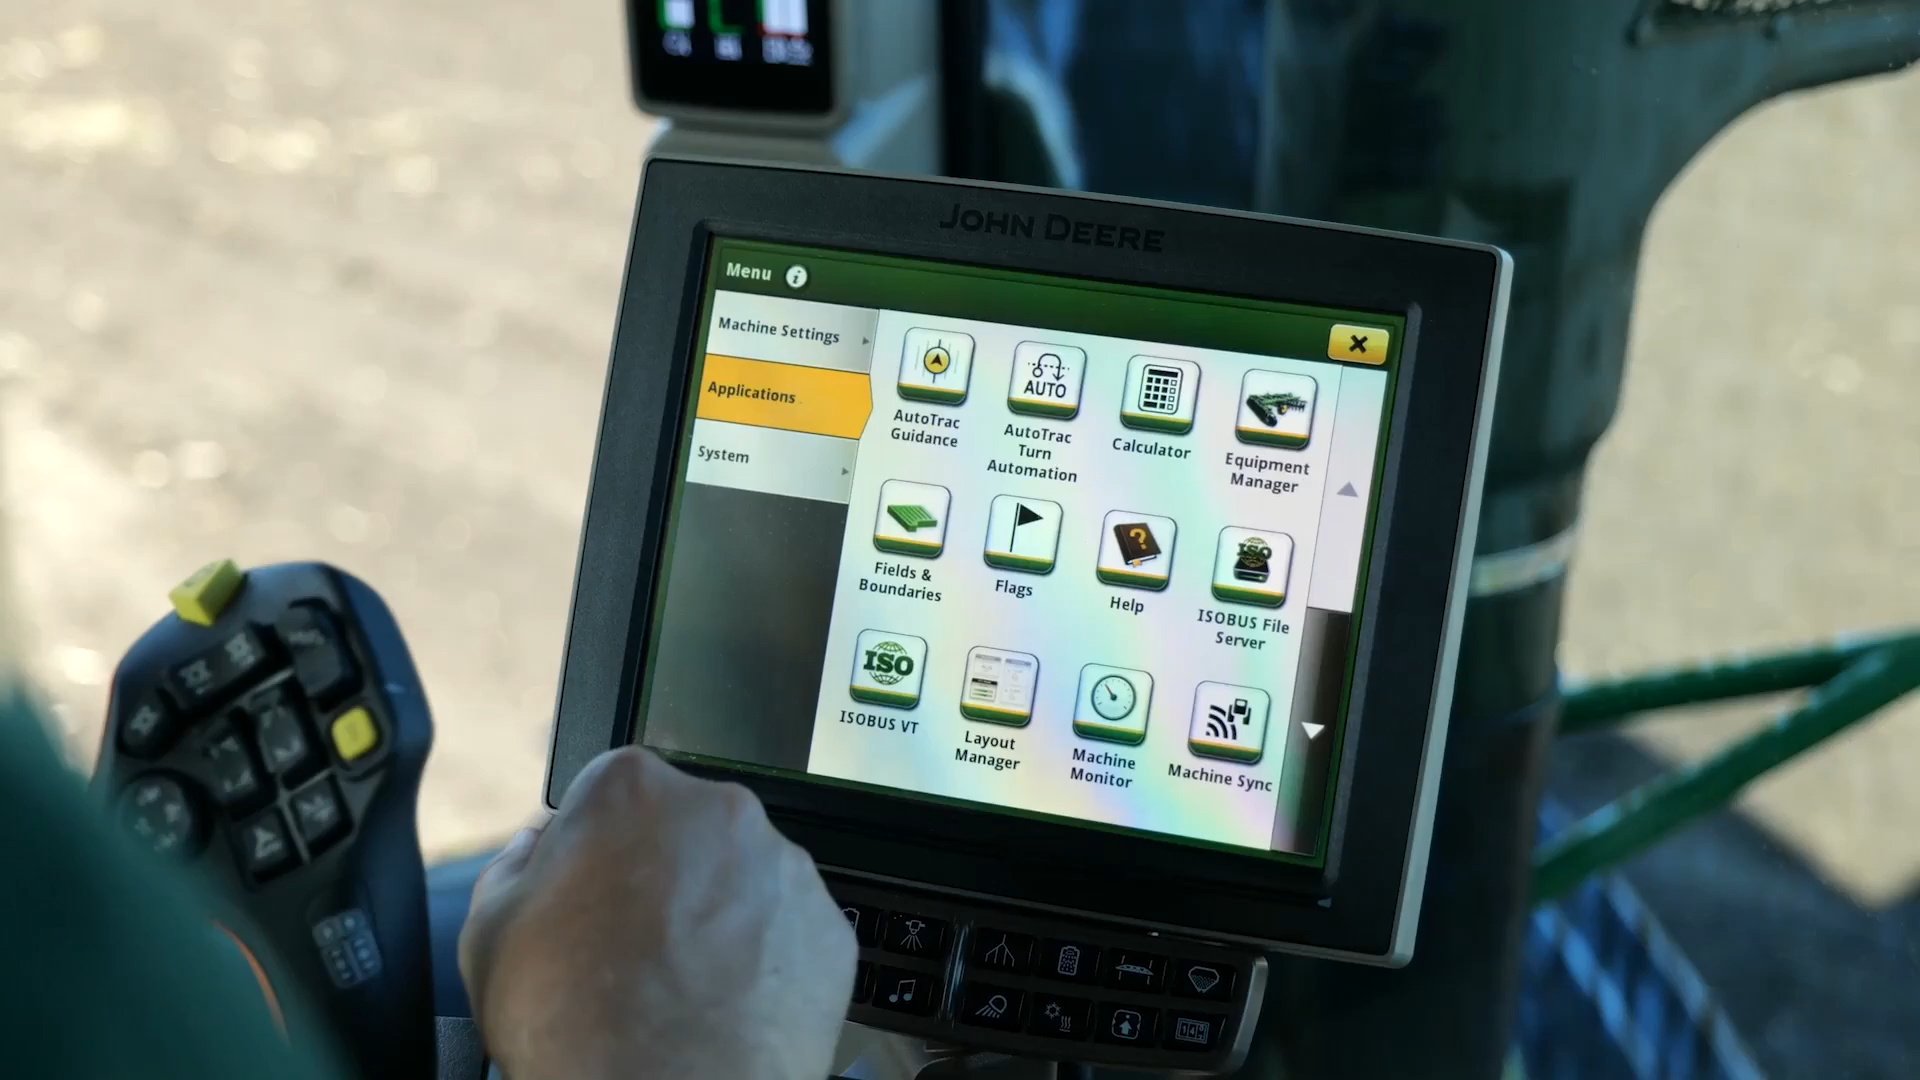 JOHN DEERE
Menu
Machine Settings
Applications
System
AutoTrac
Guidance
AUTO
AutoTrac
Turn
Automation
Calculator
Equipment
Manager
Fields &
Boundaries
Flags
?
Help
ISO
ISOBUS File
Server
ISO
ISOBUS VT
Layout
Manager
Machine
Monitor
Machine Sync